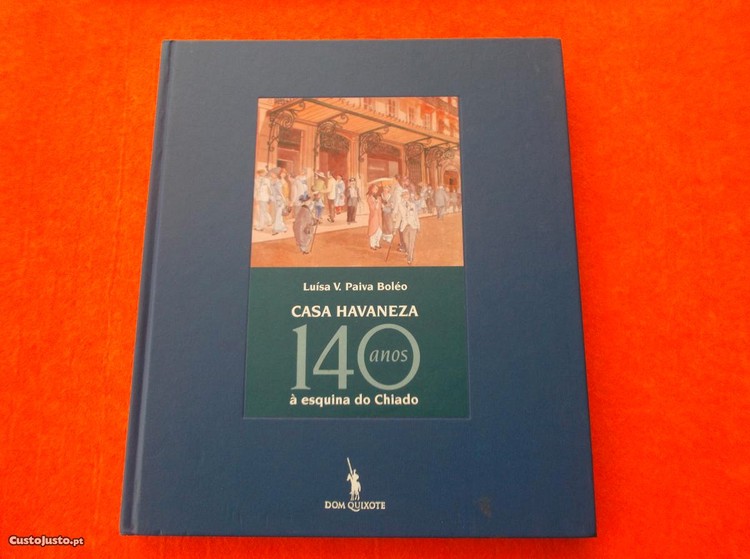 Luísa V. Paiva Boléo
CASA HAVANEZA
140 anos
à esquina do Chiado
DOM QUIXOTE
CustoJusto.pt